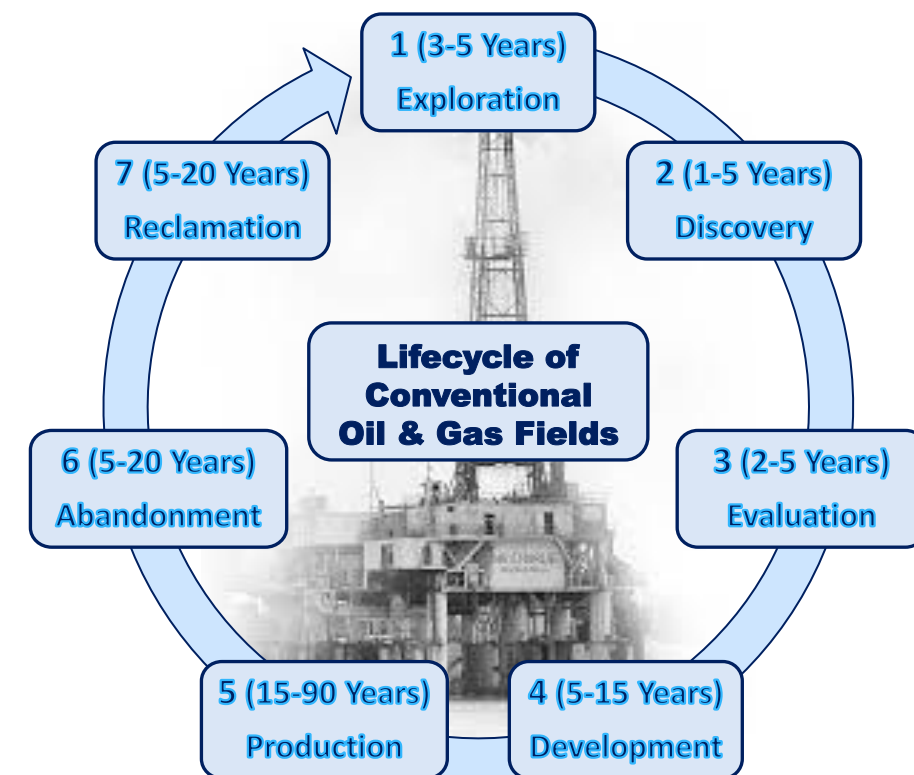 1 (3-5 Years)
Exploration
2 (1-5 Years)
Discovery
3 (2-5 Years)
Evaluation
4 (5-15 Years)
Development
5 (15-90 Years)
Production
6 (5-20 Years)
Abandonment
7 (5-20 Years)
Reclamation
Lifecycle of
Conventional
Oil & Gas Fields